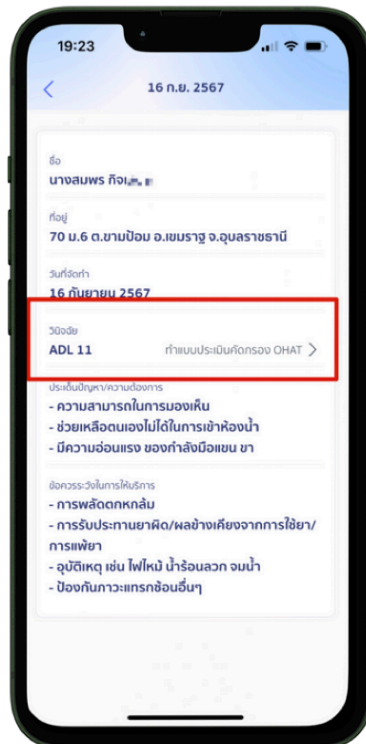 19:23
16 ก.ย. 2567
ชื่อ
นางสมพร
ที่อยู่
70 ม.6 ต.ขามป้อม อ.เขมราฐ จ.อุบลราชธานี
วันที่จัดทำ
16 กันยายน 2567
วินิจฉัย
ADL 11 ทำแบบประเมินคัดกรอง OHAT
ประเด็นปัญหา/ความต้องการ
- ความสามารถในการมองเห็น
- ช่วยเหลือตนเองไม่ได้ในการเข้าห้องน้ำ
- มีความอ่อนแรง ของกำลังมือแขน ขา
ข้อควรระวังในการให้บริการ
- การพลัดตกหกล้ม
- การรับประทานยาผิด/ผลข้างเคียงจากการใช้ยา/
การแพ้ยา
- อุบัติเหตุ เช่น ไฟไหม้ น้ำร้อนลวก จมน้ำ
- ป้องกันภาวะแทรกซ้อนอื่นๆ